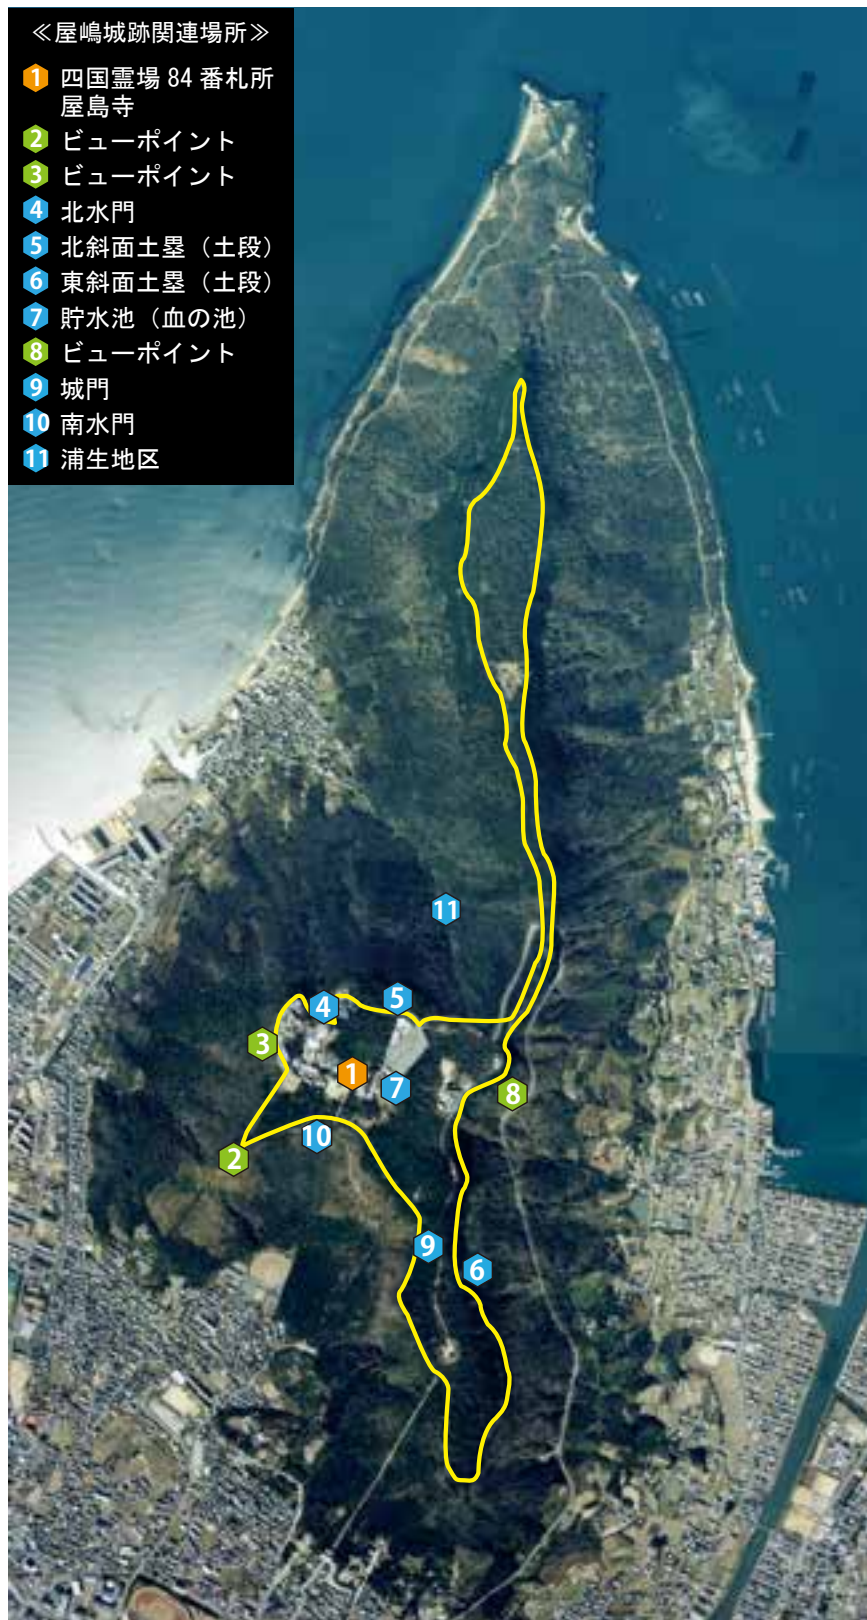 ≪屋嶋城跡関連場所≫
1 四国霊場 84 番札所
屋島寺
2 ビューポイント
3 ビューポイント
4 北水門
5 北斜面土塁（土段）
6 東斜面土塁（土段）
7 貯水池（血の池）
8 ビューポイント
9 城門
10 南水門
11 浦生地区
11
5
4
3
1
7
8
10
2
9
6